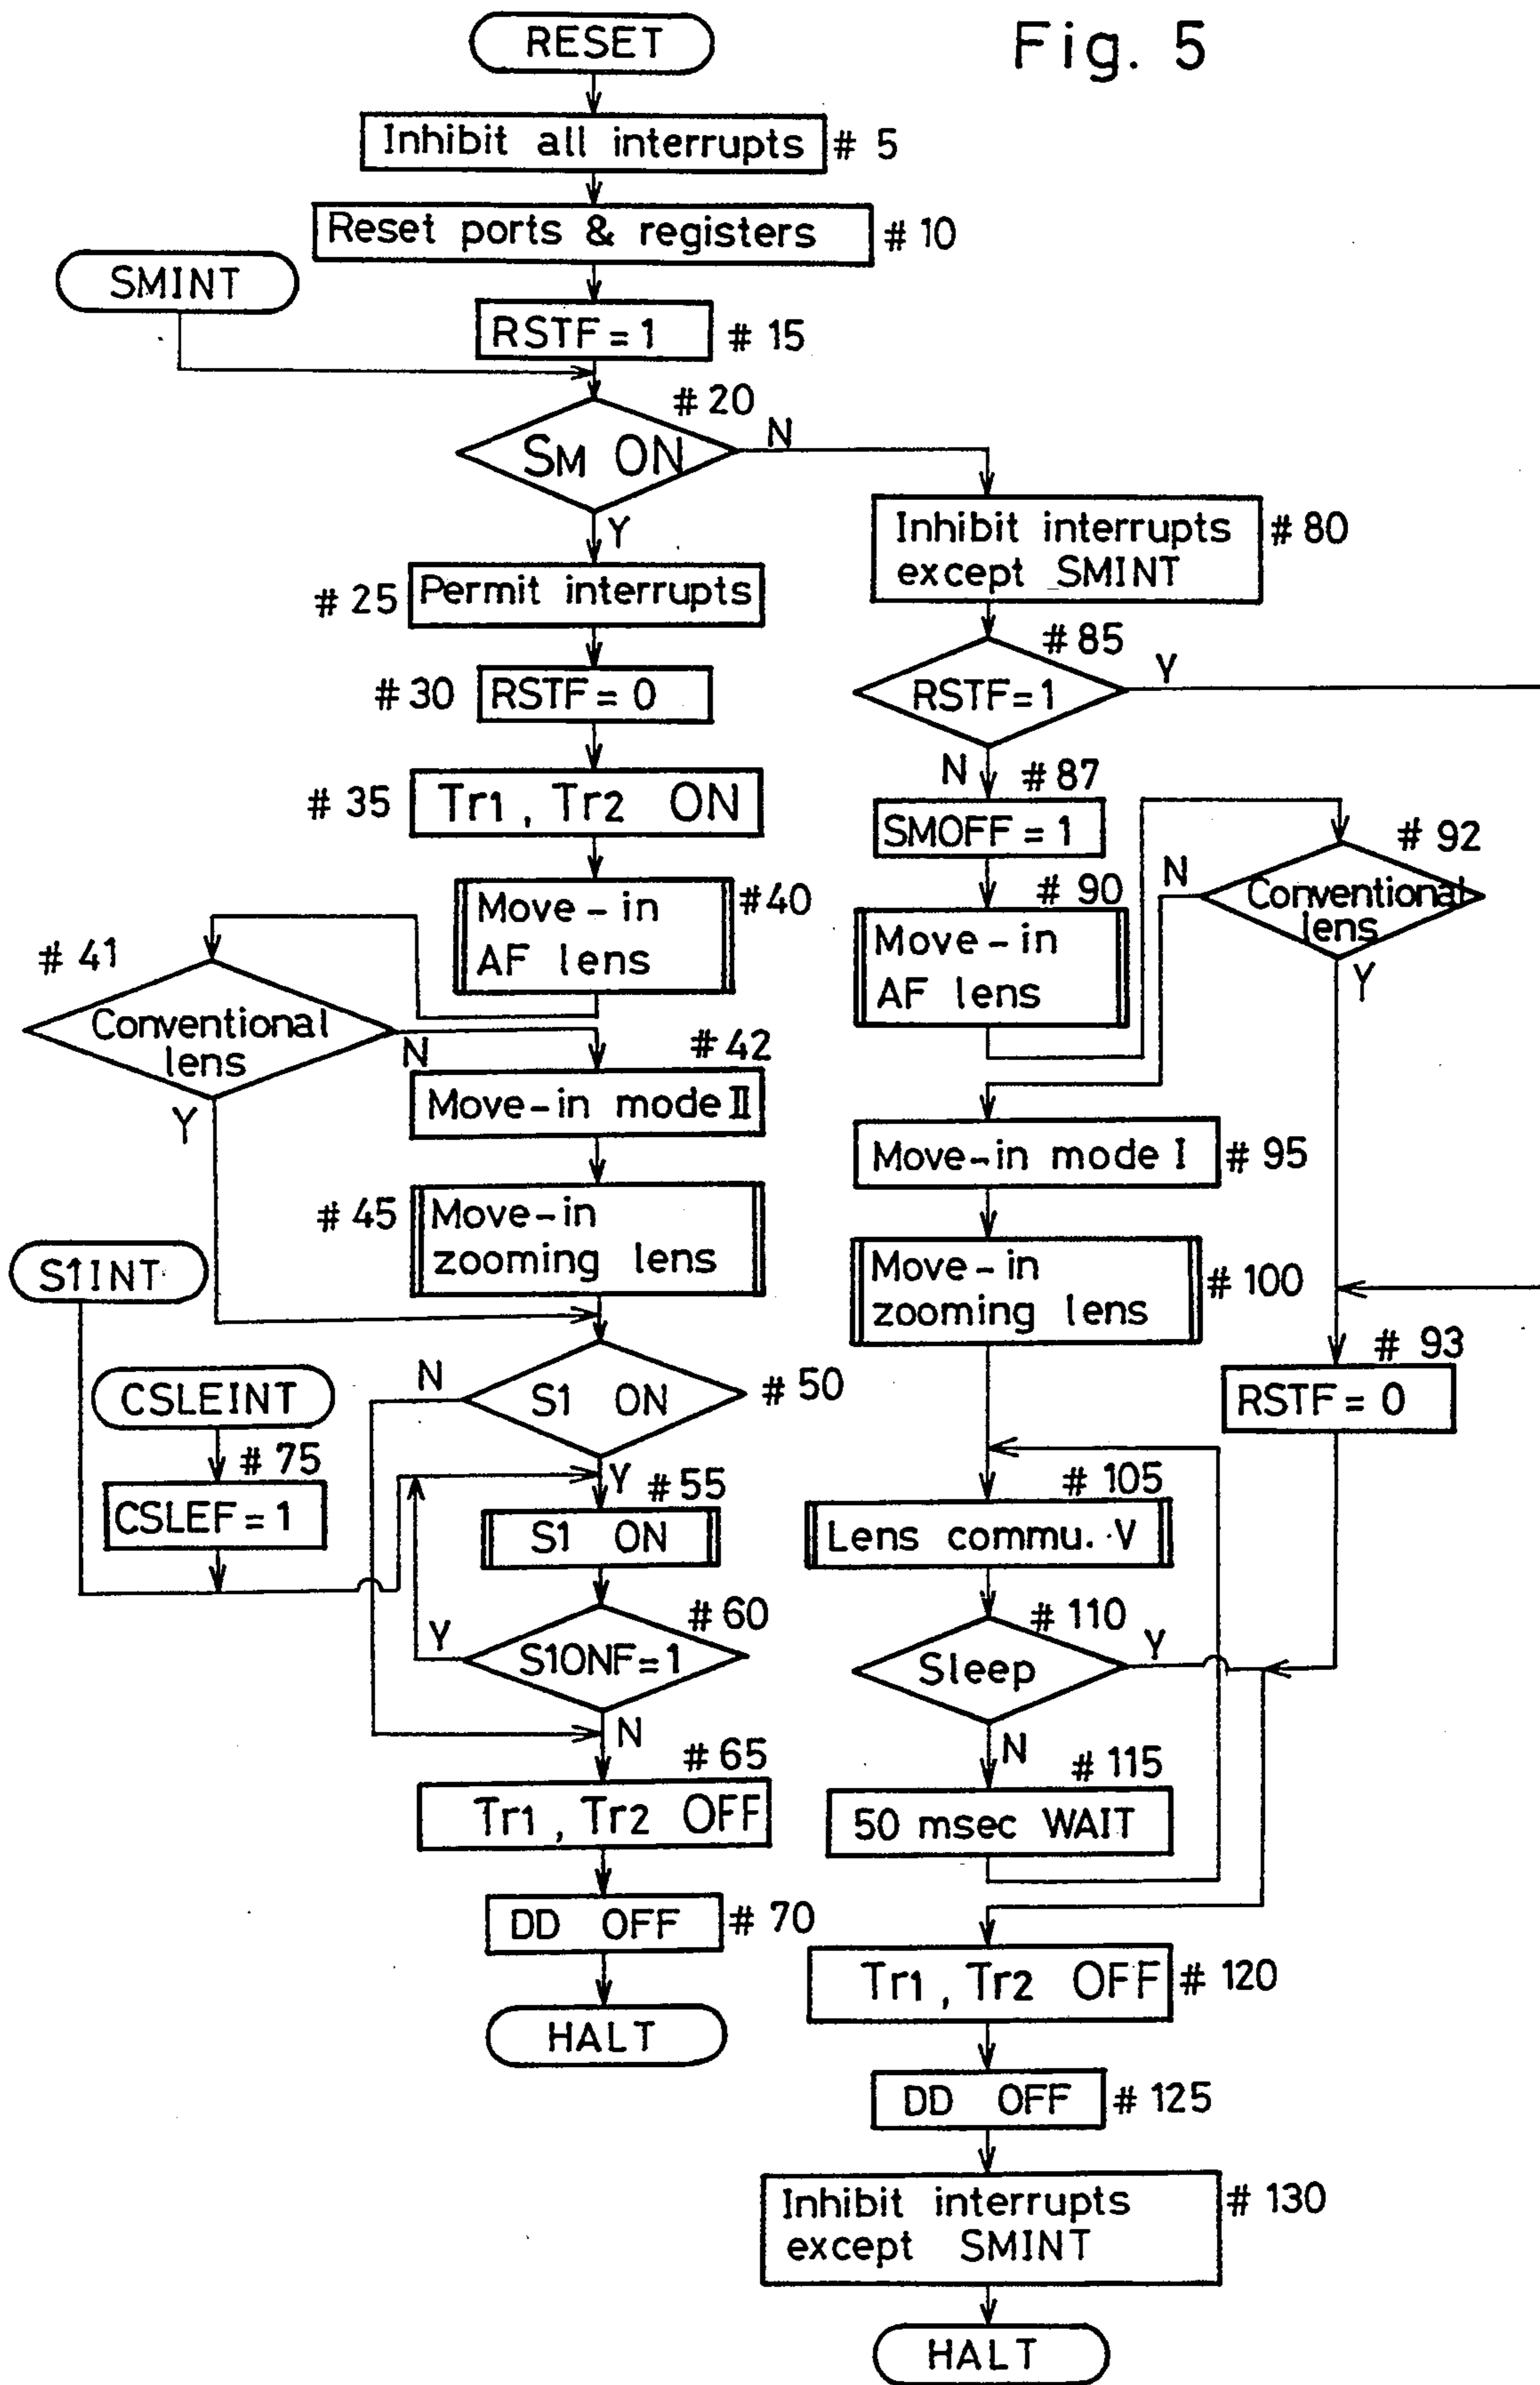 Fig. 5
RESET
Inhibit all interrupts # 5
Reset ports & registers # 10
SMINT
RSTF = 1 # 15
# 20
SM ON
N
Y
# 25 Permit interrupts
# 30 RSTF = 0
# 35 Tr1 , Tr2 ON
Move-in
AF lens
#40
# 41
Conventional
lens
N
Y
#42
Move-in mode II
# 45
Move-in
zooming lens
S1INT
CSLEINT
# 75
CSLEF = 1
N
S1 ON
# 50
Y
# 55
S1 ON
#60
Y
S1ONF=1
N
# 65
Tr1 , Tr2 OFF
DD OFF # 70
HALT
Inhibit interrupts
except SMINT
# 80
# 85
RSTF=1
Y
N
# 87
SMOFF = 1
# 90
Move-in
AF lens
# 92
N
Conventional
lens
Y
Move-in mode I # 95
Move-in
zooming lens
# 100
# 93
RSTF = 0
# 105
Lens commu. V
# 110
Sleep
Y
N
# 115
50 msec WAIT
Tr1 , Tr2 OFF # 120
DD OFF # 125
Inhibit interrupts
except SMINT
# 130
HALT